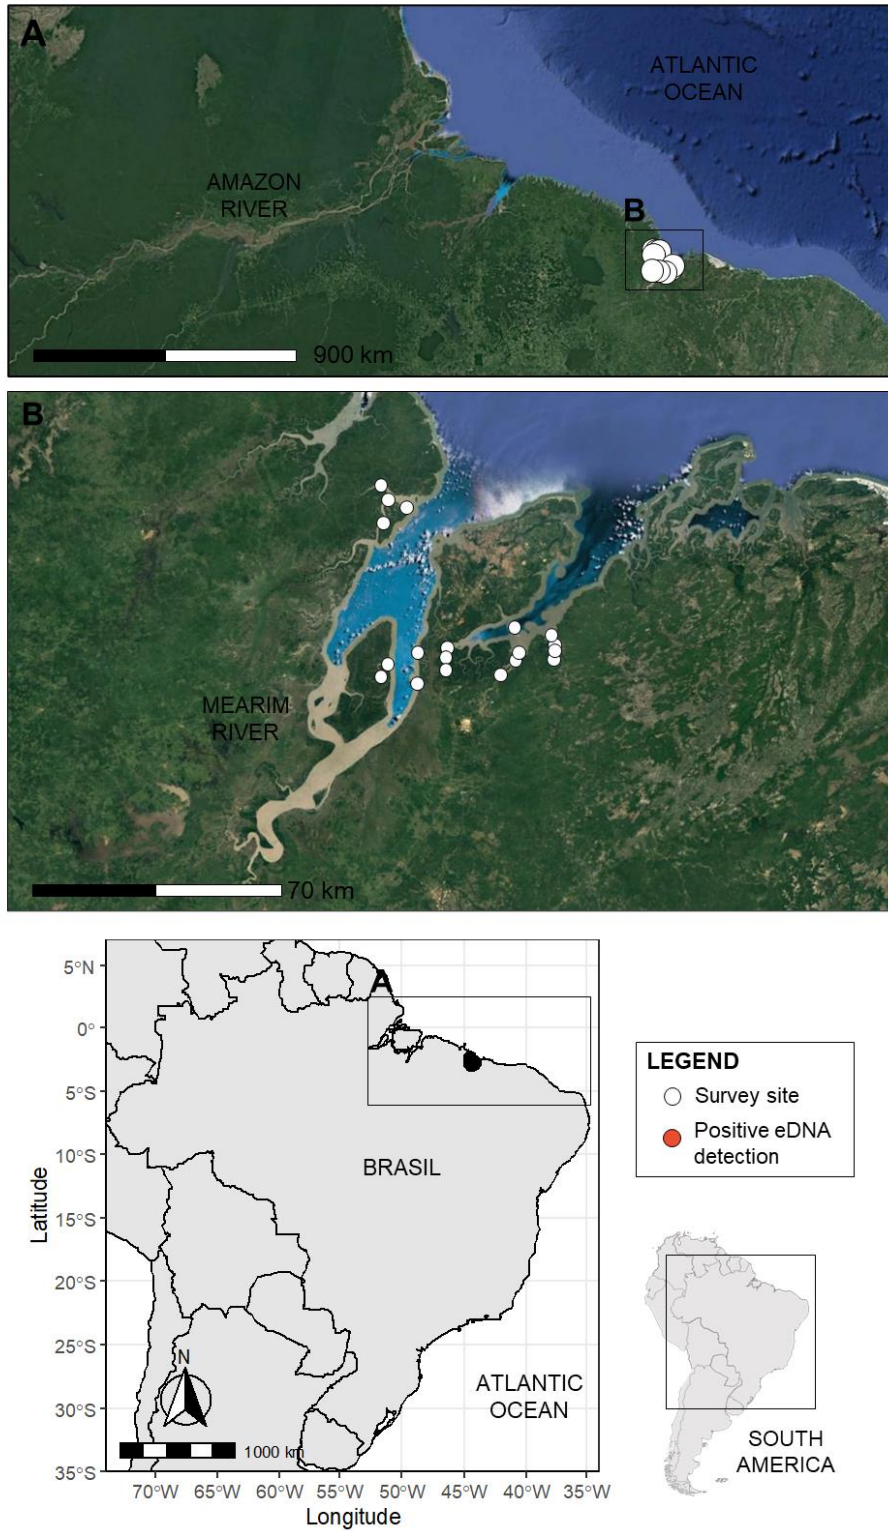 A
ATLANTIC
OCEAN
AMAZON
RIVER
B
900 km
B
MEARIM
RIVER
70 km
A
5°N
0°
5°S
10°S
15°S
20°S
25°S
30°S
35°S
Latitude
BRASIL
N
ATLANTIC
OCEAN
1000 km
70°W 65°W 60°W 55°W 50°W 45°W 40°W 35°W
Longitude
LEGEND
Survey site
Positive eDNA
detection
SOUTH
AMERICA